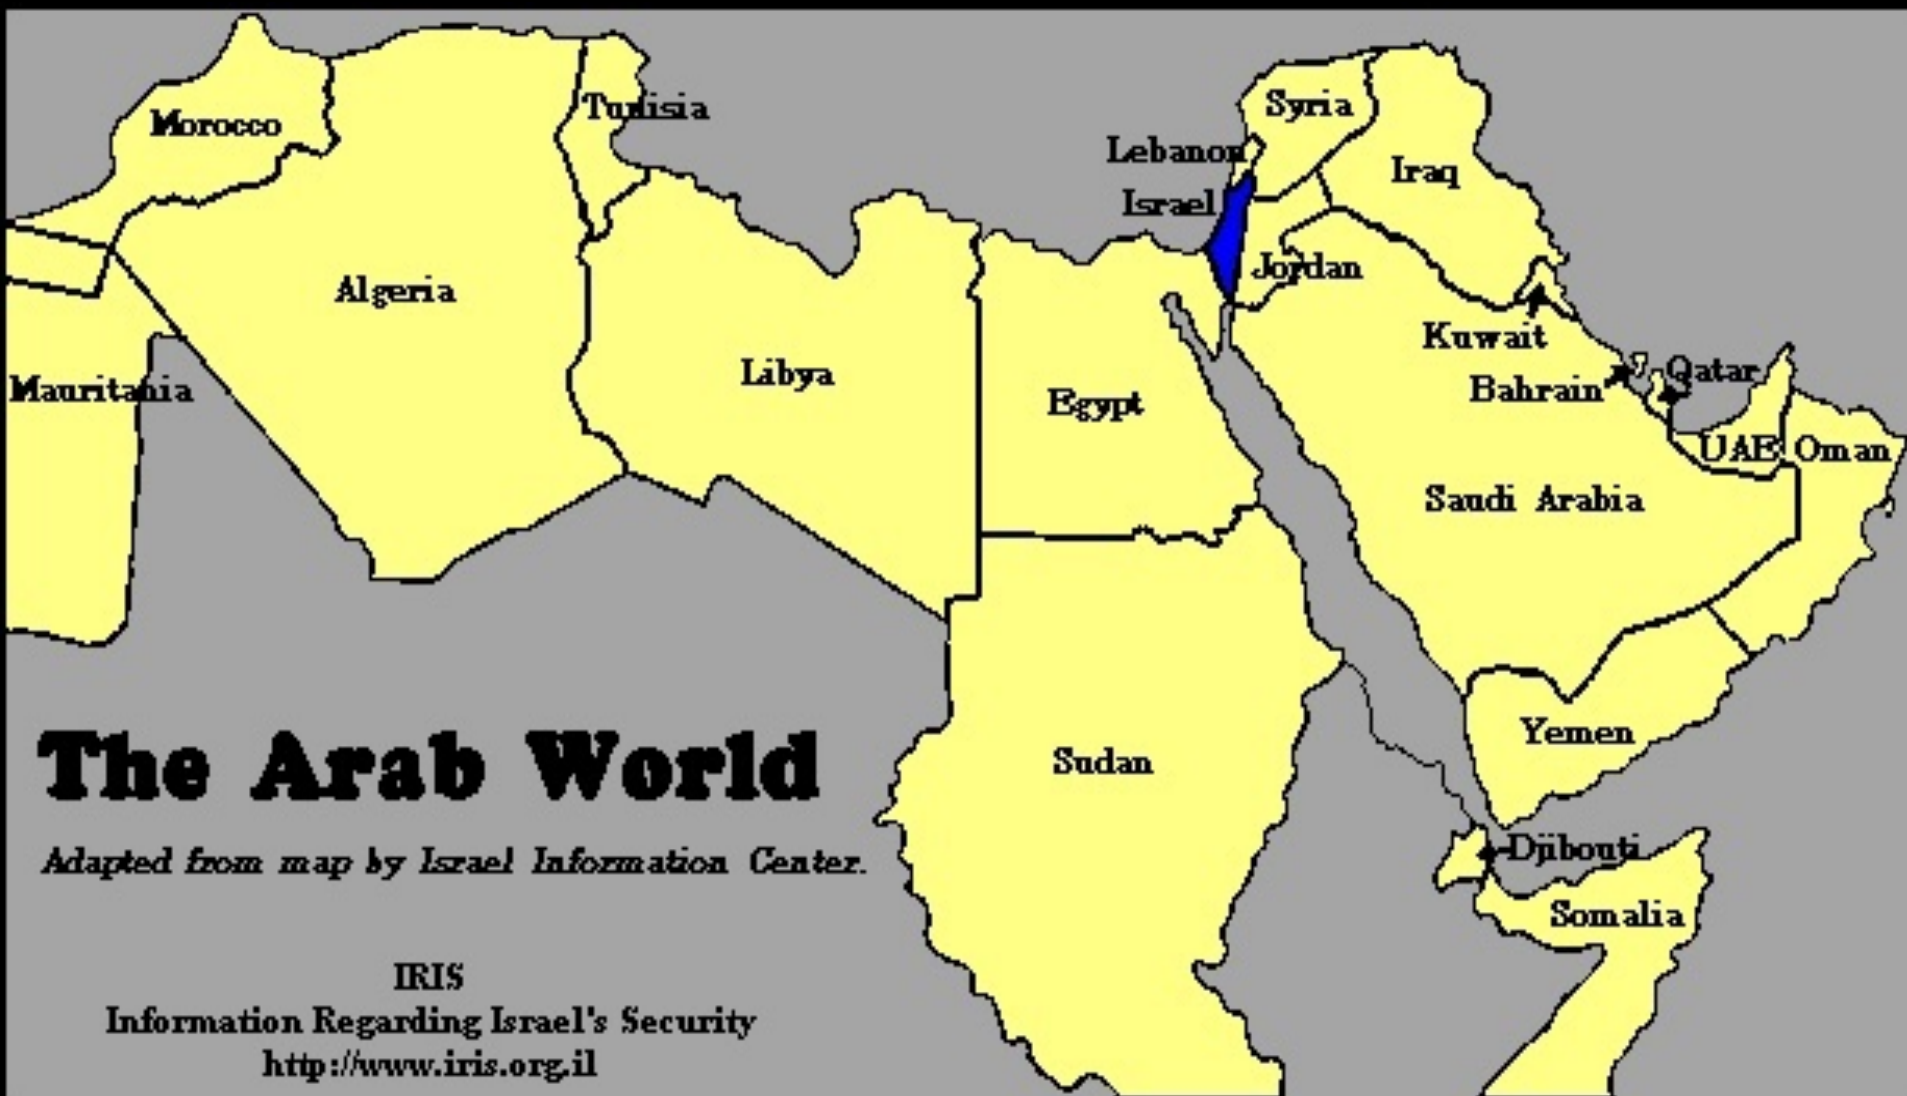 Morocco
Tunisia
Syria
Lebanon
Iraq
Israel
Algeria
Jordan
Kuwait
Mauritania
Libya
Egypt
Bahrain
Qatar
UAE
Oman
Saudi Arabia
Yemen
Sudan
The Arab World
Adapted from map by Israel Information Center.
Djibouti
Somalia
IRIS
Information Regarding Israel's Security
http://www.iris.org.il